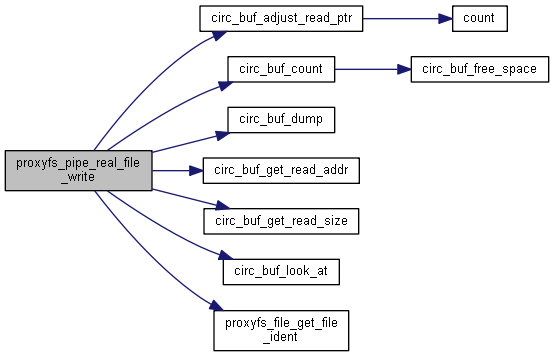 circ_buf_adjust_read_ptr
count
circ_buf_count
circ_buf_free_space
circ_buf_dump
proxyfs_pipe_real_file
_write
circ_buf_get_read_addr
circ_buf_get_read_size
circ_buf_look_at
proxyfs_file_get_file
_ident